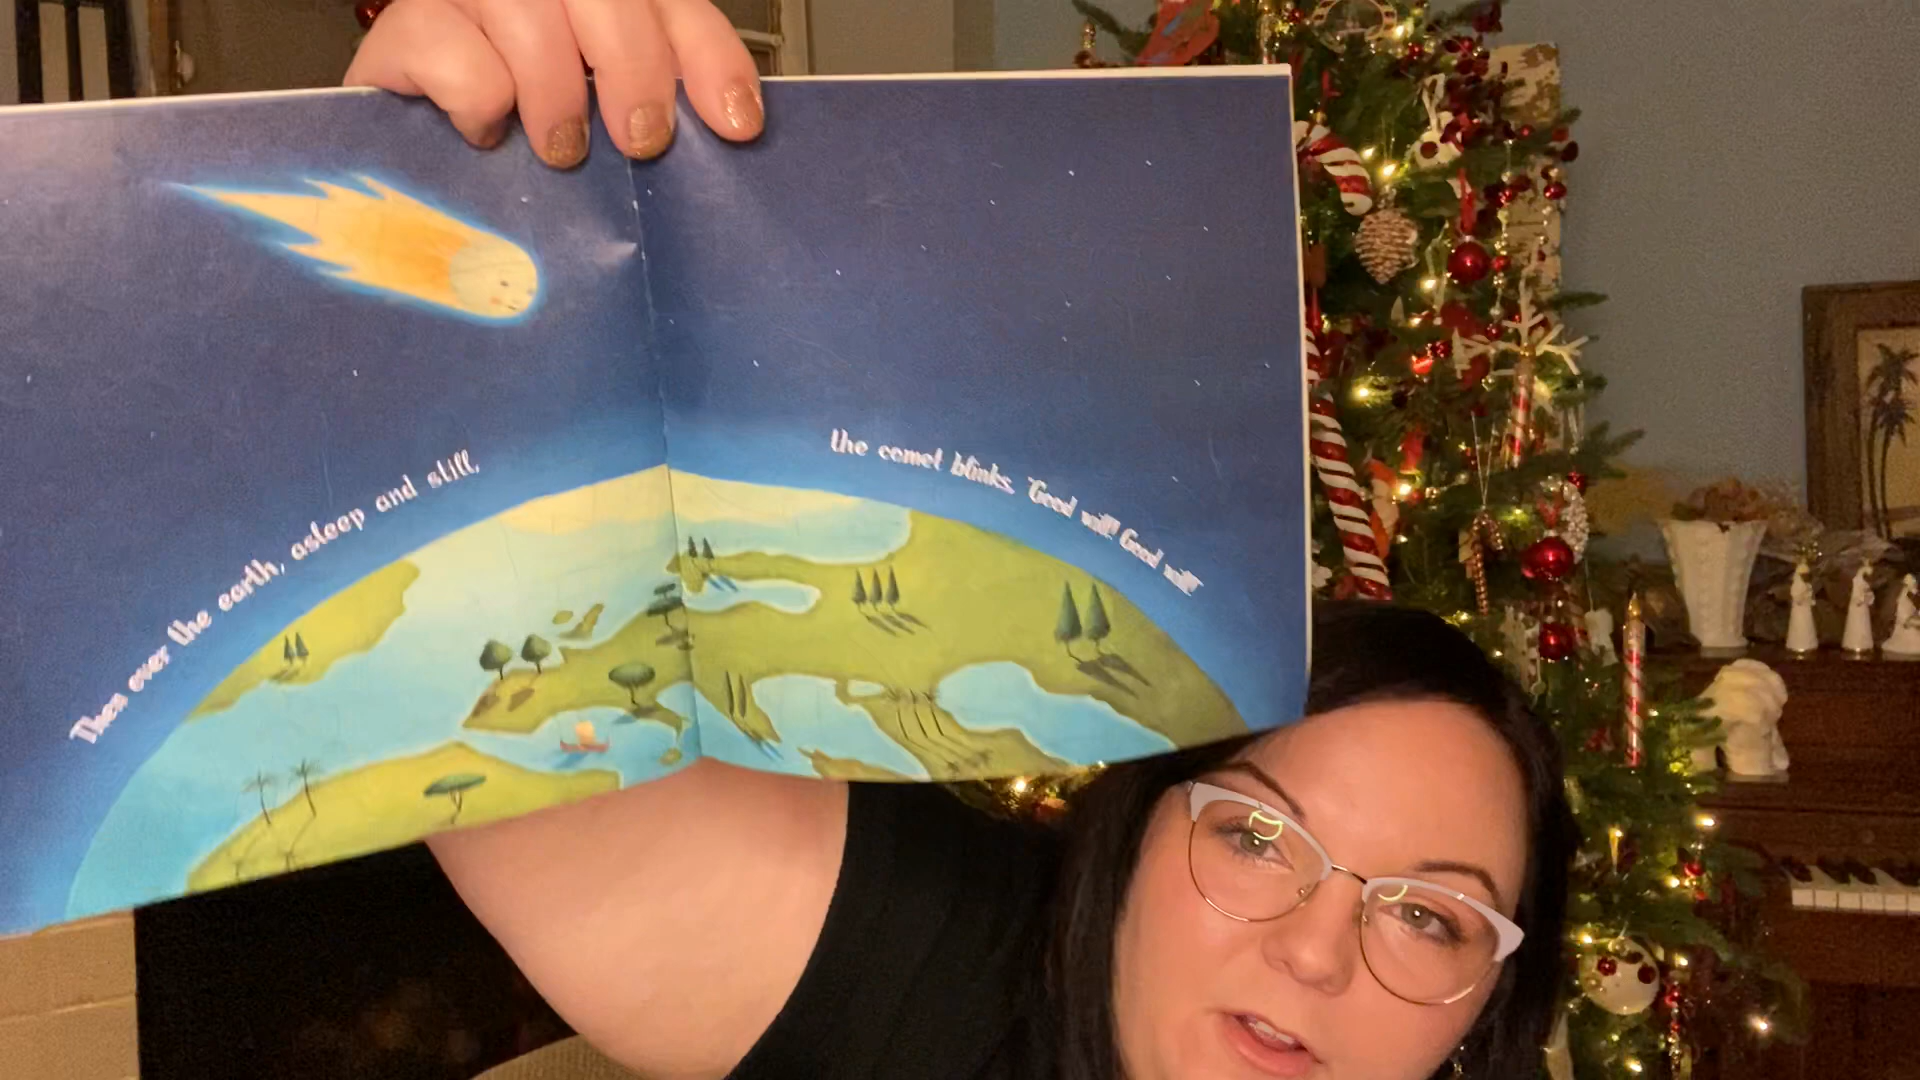 Then over the earth, asleep and still,
the comet blinks. "Good will! Good will!"